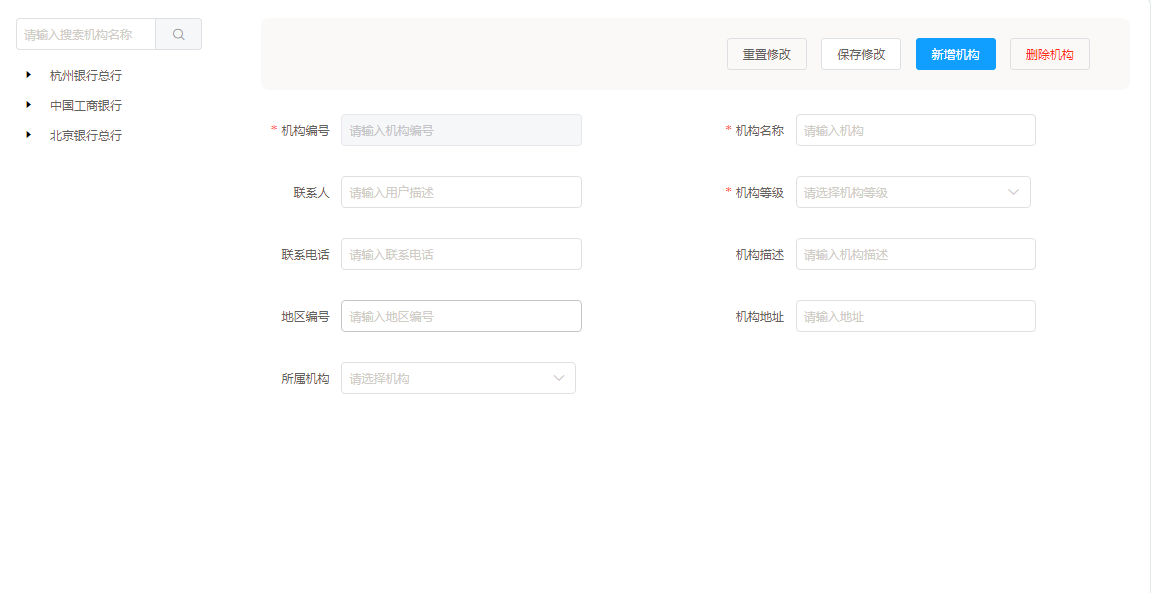 请输入搜索机构名称
杭州银行总行
中国工商银行
北京银行总行
重置修改 保存修改 新增机构 删除机构
* 机构编号 请输入机构编号 * 机构名称 请输入机构
联系人 请输入用户描述 * 机构等级 请选择机构等级
联系电话 请输入联系电话 机构描述 请输入机构描述
地区编号 请输入地区编号 机构地址 请输入地址
所属机构 请选择机构